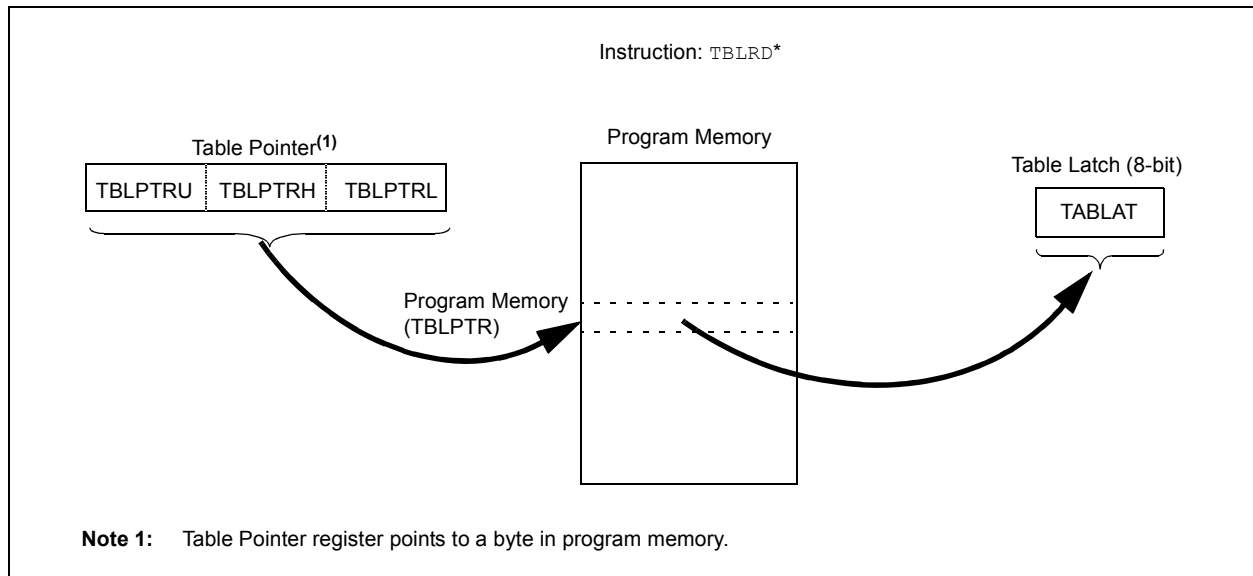 Instruction: TBLRD*
Table Pointer(1)
Program Memory
Table Latch (8-bit)
TBLPTRU TBLPTRH TBLPTRL
TABLAT
Program Memory
(TBLPTR)
Note 1: Table Pointer register points to a byte in program memory.